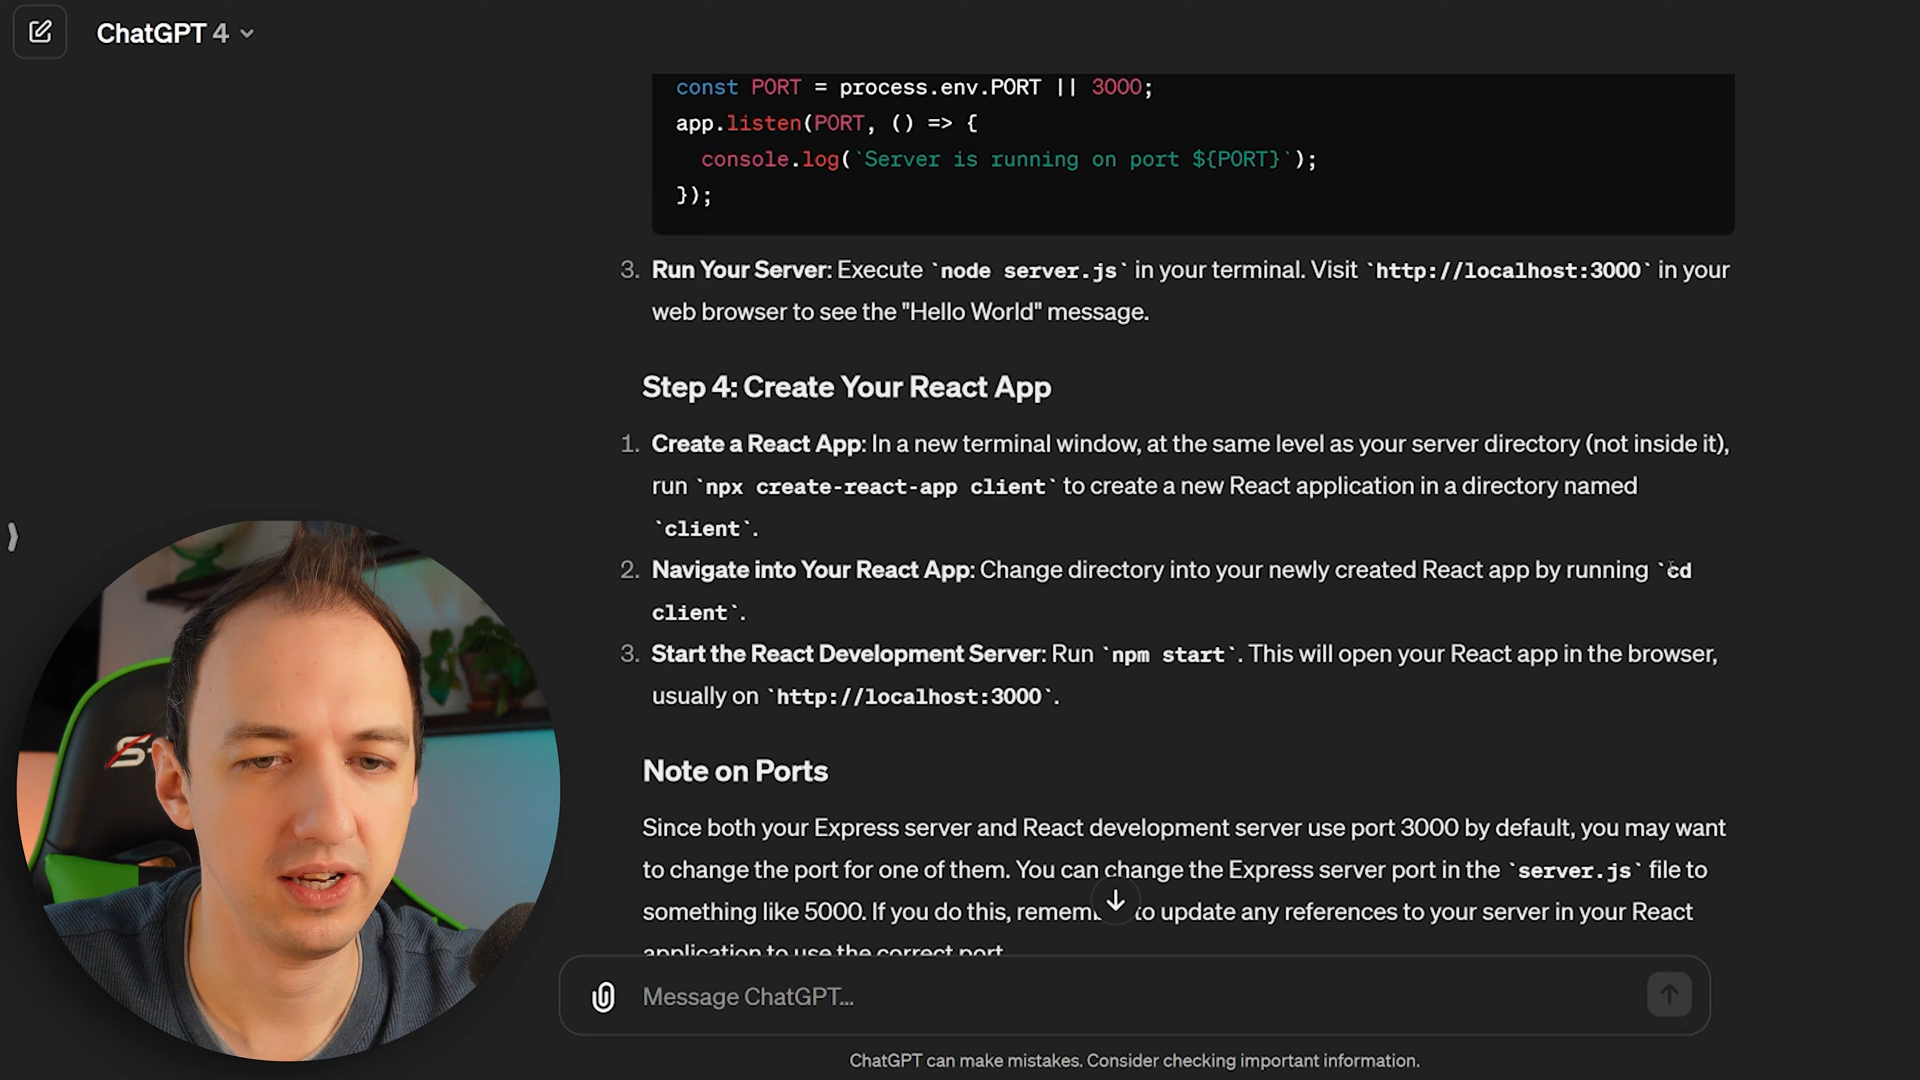 ChatGPT 4
const PORT = process.env.PORT || 3000;
app.listen(PORT, () => {
console.log(`Server is running on port ${PORT}`);
});
3. Run Your Server: Execute `node server.js` in your terminal. Visit `http://localhost:3000` in your
web browser to see the "Hello World" message.
Step 4: Create Your React App
1. Create a React App: In a new terminal window, at the same level as your server directory (not inside it),
run `npx create-react-app client` to create a new React application in a directory named
`client`.
2. Navigate into Your React App: Change directory into your newly created React app by running `cd
client`.
3. Start the React Development Server: Run `npm start`. This will open your React app in the browser,
usually on `http://localhost:3000`.
Note on Ports
Since both your Express server and React development server use port 3000 by default, you may want
to change the port for one of them. You can change the Express server port in the `server.js` file to
something like 5000. If you do this, to update any references to your server in your React
application to use the correct port
Message ChatGPT...
ChatGPT can make mistakes. Consider checking important information.